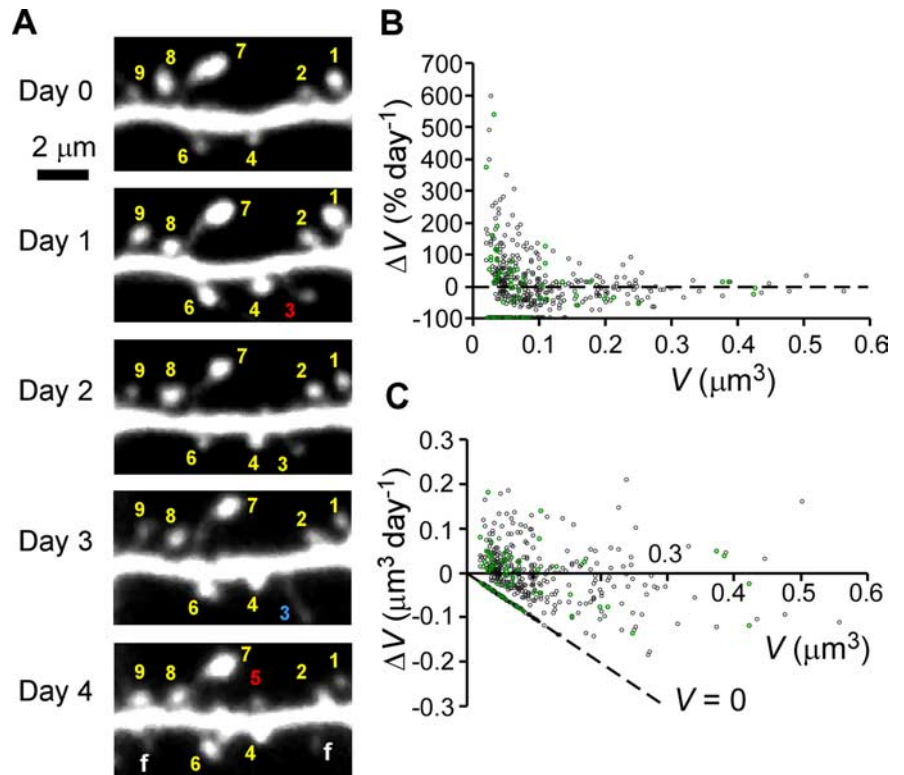 A
Day 0
2 μm
9 8 7 2 1
6 4
Day 1
9 8 7 2 1
6 4 3
Day 2
9 8 7 2 1
6 4 3
Day 3
9 8 7 2 1
6 4 3
Day 4
9 8 7 5 2 1
f 6 4 f
B
ΔV (% day⁻¹)
700
600
500
400
300
200
100
0
-100
0 0.1 0.2 0.3 0.4 0.5 0.6
V (μm³)
C
ΔV (μm³ day⁻¹)
0.3
0.2
0.1
0
-0.1
-0.2
-0.3
0.3 0.4 0.5 0.6
V (μm³)
V = 0